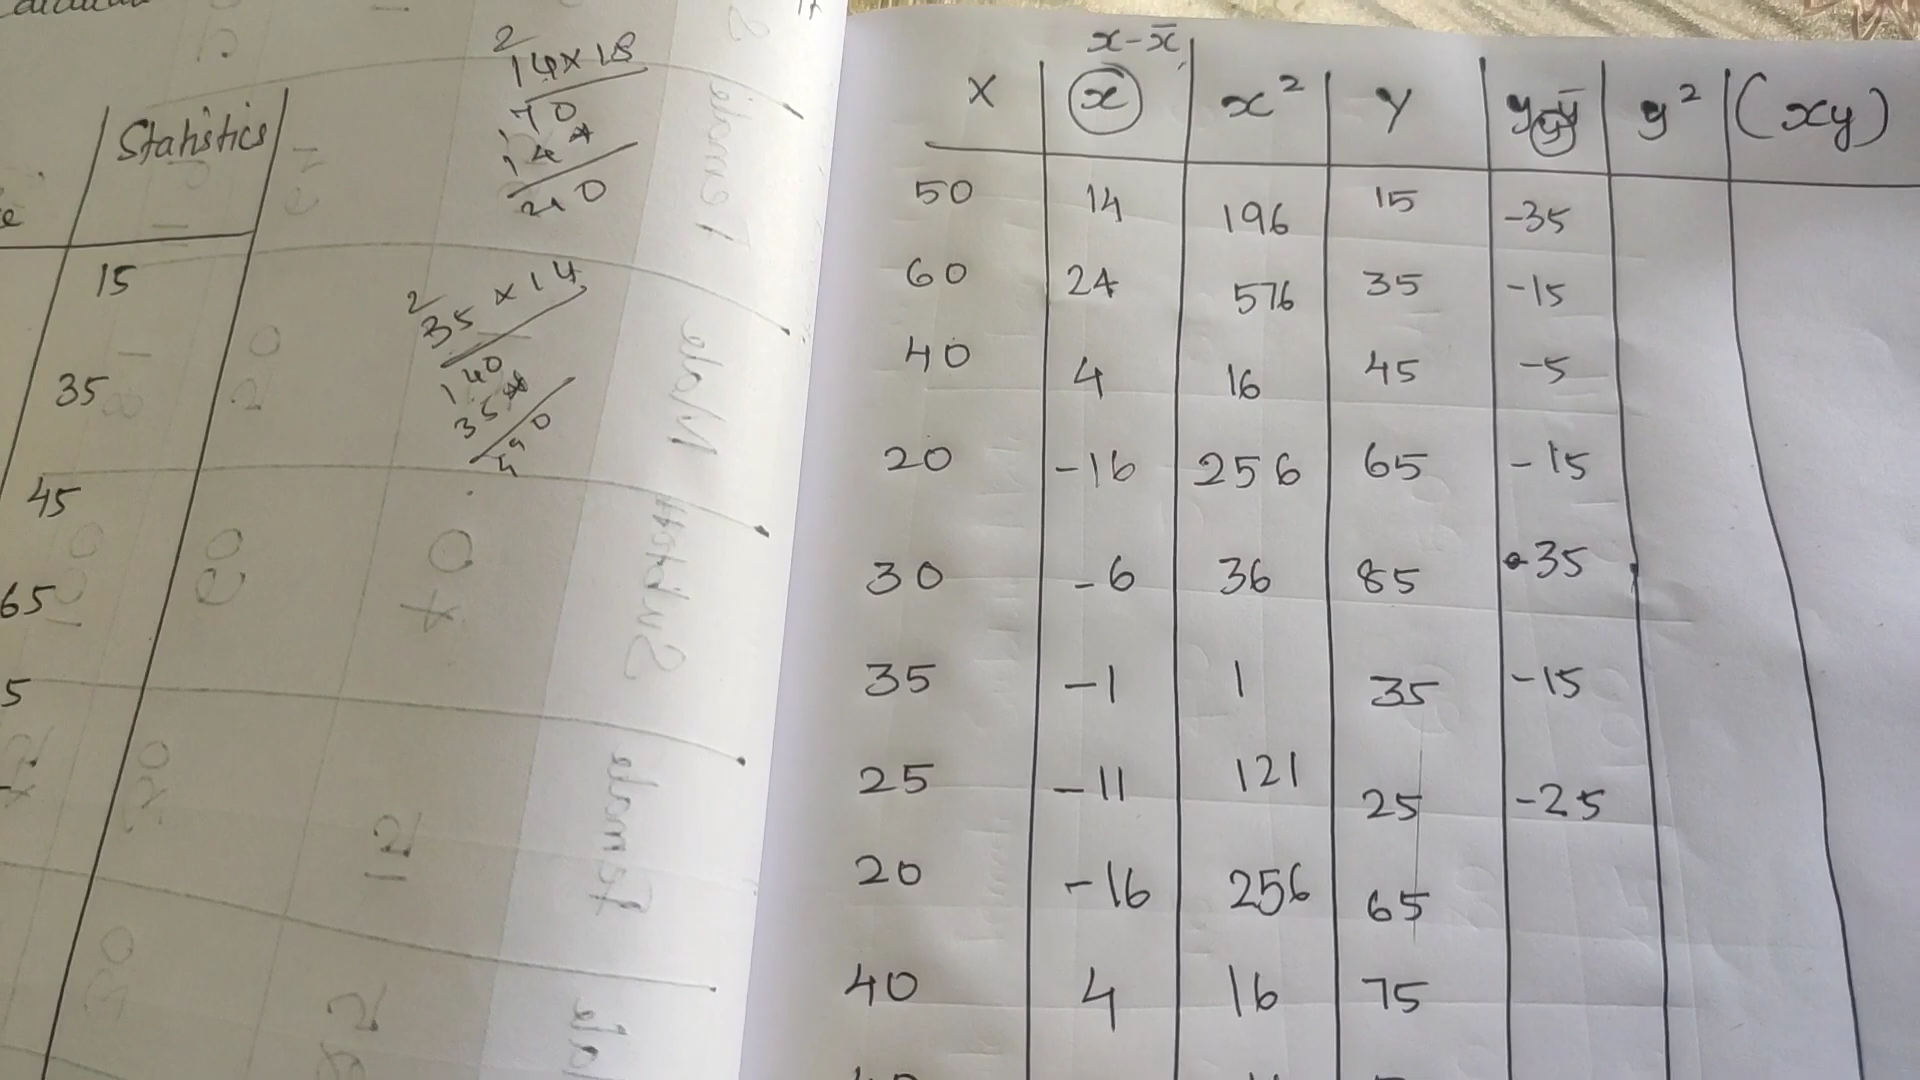 Statistics
15
35
45
65
5
2
14 x 15
70
14*
210
2
35 x 14
140
35*
x - x̄
X | x | x² | Y | y - ȳ | y² | (xy)
50 | 14 | 196 | 15 | -35
60 | 24 | 576 | 35 | -15
40 | 4 | 16 | 45 | -5
20 | -16 | 256 | 65 | -15
30 | -6 | 36 | 85 | 35
35 | -1 | 1 | 35 | -15
25 | -11 | 121 | 25 | -25
20 | -16 | 256 | 65
40 | 4 | 16 | 75